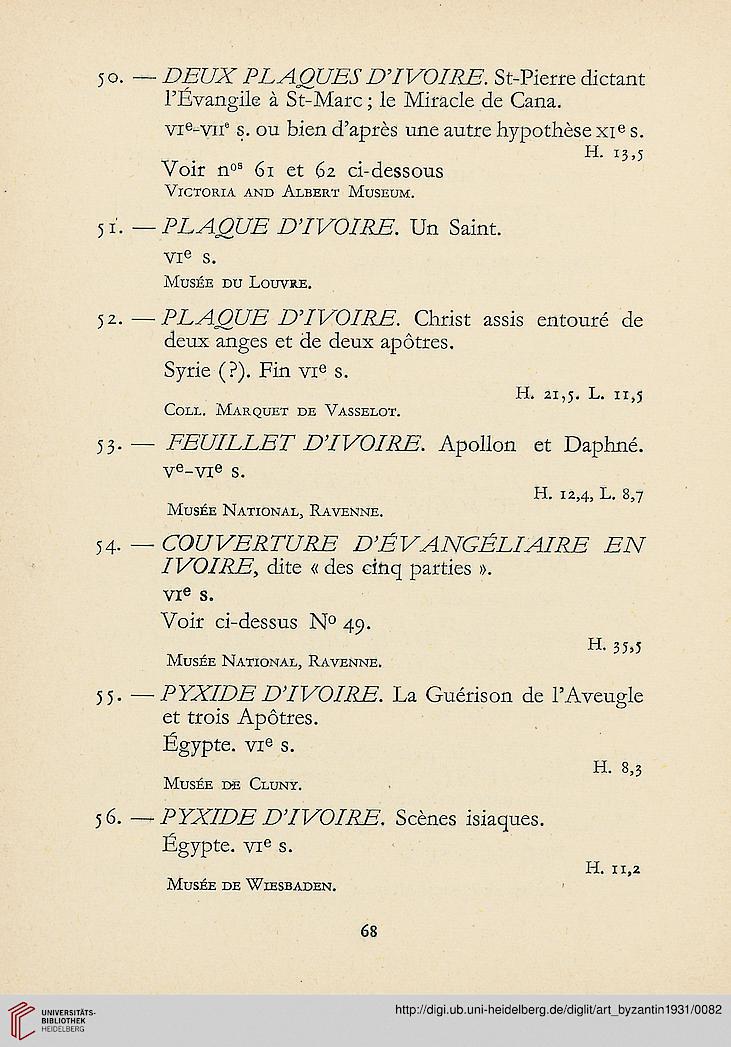 50. — DEUX PLAQUES D'IVOIRE. St-Pierre dictant
l'Évangile à St-Marc ; le Miracle de Cana.
VIe-VIIe s. ou bien d'après une autre hypothèse XIe s.
H. 13,5
Voir nos 61 et 62 ci-dessous
VICTORIA AND ALBERT MUSEUM.
51. — PLAQUE D'IVOIRE. Un Saint.
VIe s.
MUSÉE DU LOUVRE.
52. — PLAQUE D'IVOIRE. Christ assis entouré de
deux anges et de deux apôtres.
Syrie (?). Fin VIe s.
H. 21,5. L. 11,5
COLL. MARQUET DE VASSELOT.
53. — FEUILLET D'IVOIRE. Apollon et Daphné.
Ve-VIe s.
H. 12,4, L. 8,7
MUSÉE NATIONAL, RAVENNE.
54. — COUVERTURE D'ÉVANGÉLIAIRE EN
IVOIRE, dite « des cinq parties ».
VIe s.
Voir ci-dessus No 49.
H. 35,5
MUSÉE NATIONAL, RAVENNE.
55. — PYXIDE D'IVOIRE. La Guérison de l'Aveugle
et trois Apôtres.
Égypte. VIe s.
H. 8,3
MUSÉE DE CLUNY.
56. — PYXIDE D'IVOIRE. Scènes isiaques.
Égypte. VIe s.
H. 11,2
MUSÉE DE WIESBADEN.
68
UNIVERSITÄTS-
BIBLIOTHEK
HEIDELBERG
http://digi.ub.uni-heidelberg.de/diglit/art_byzantin1931/0082